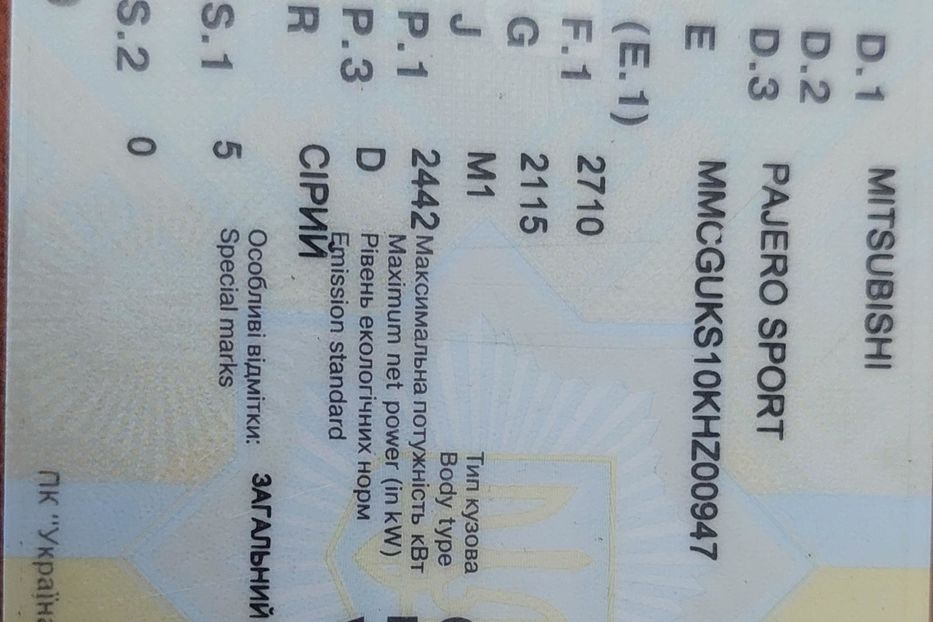 D.1 MITSUBISHI
D.2
D.3 PAJERO SPORT
E MMCGUKS10KHZ00947
(E.1)
F.1 2710
G 2115
J M1
Тип кузова
Body type
P.1 2442 Максимальна потужність кВт
Maximum net power (in kW)
P.3 D Рівень екологічних норм
Emission standard
R СІРИЙ
Особливі відмітки: ЗАГАЛЬНИЙ
S.1 5 Special marks
S.2 0
ПК "Україна